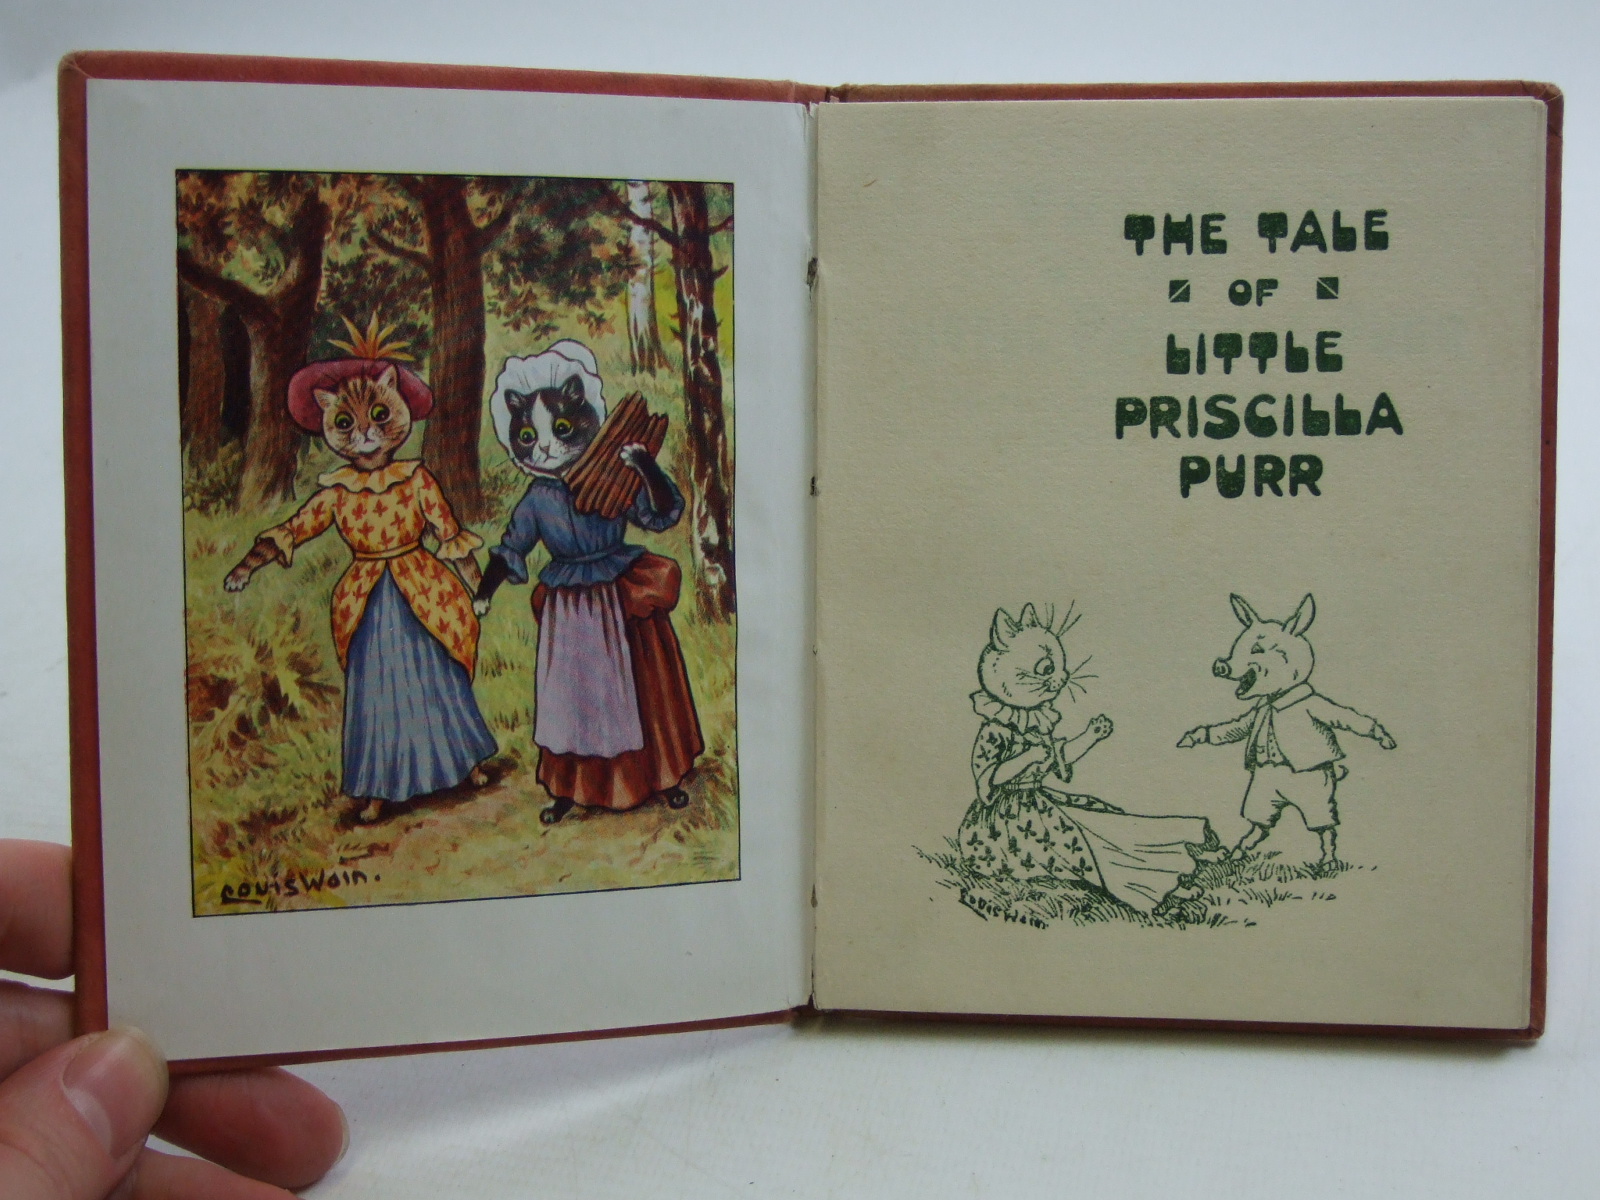 Louis Wain.
THE TALE
OF
LITTLE
PRISCILLA
PURR
Louis Wain.